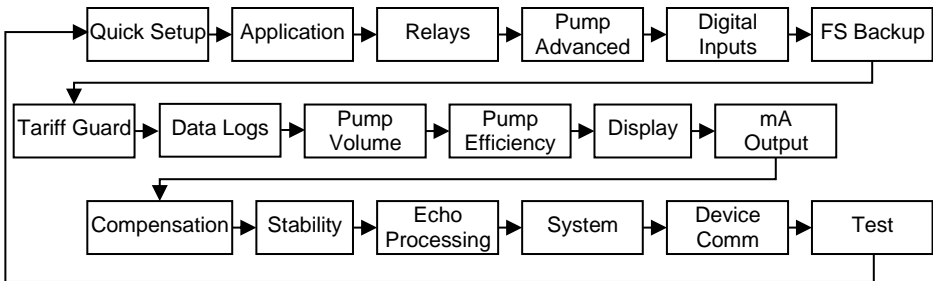 Quick Setup
Application
Relays
Pump
Advanced
Digital
Inputs
FS Backup
Tariff Guard
Data Logs
Pump
Volume
Pump
Efficiency
Display
mA
Output
Compensation
Stability
Echo
Processing
System
Device
Comm
Test